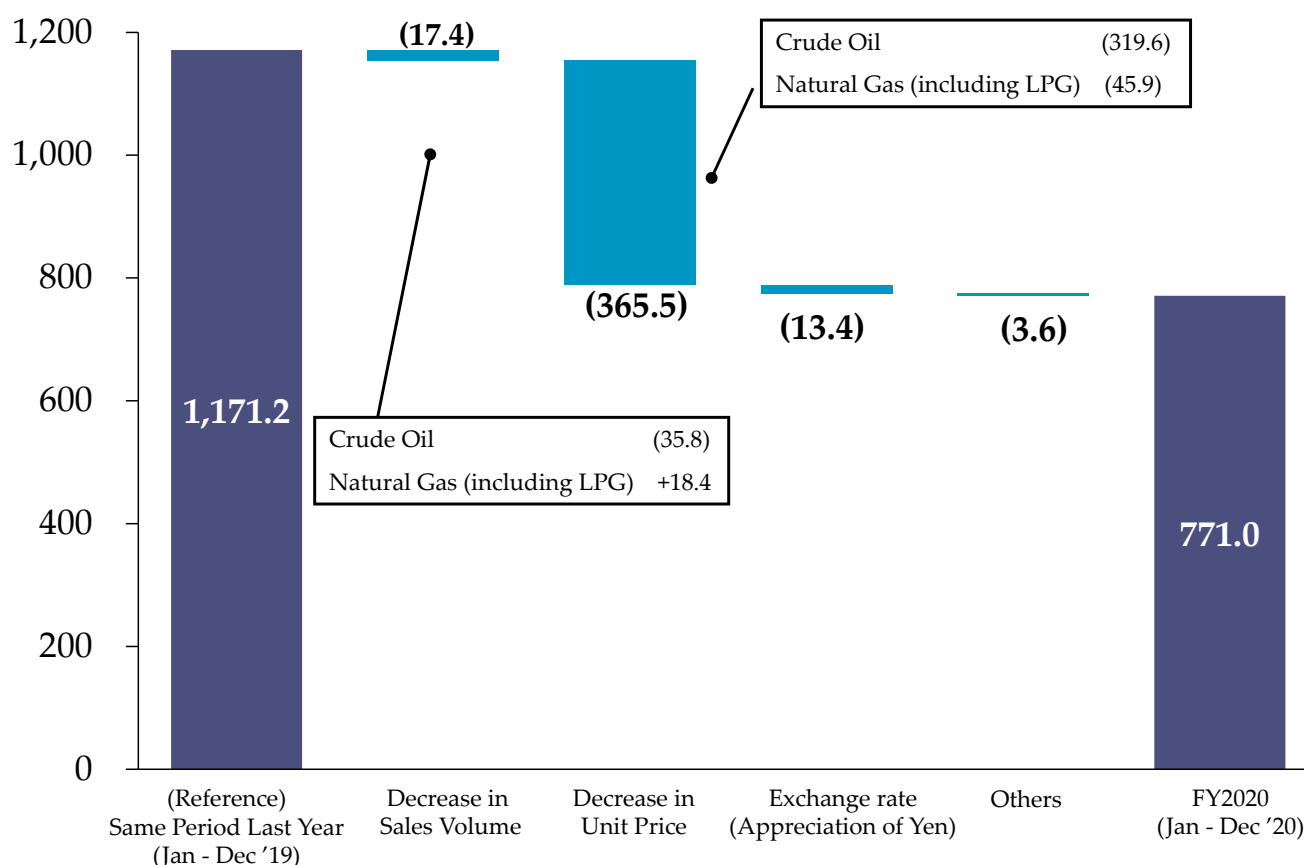 1,200
1,000
800
600
400
200
0
(17.4)
Crude Oil (319.6)
Natural Gas (including LPG) (45.9)
(365.5)
(13.4)
(3.6)
1,171.2
Crude Oil (35.8)
Natural Gas (including LPG) +18.4
771.0
(Reference)
Same Period Last Year
(Jan - Dec ’19)
Decrease in
Sales Volume
Decrease in
Unit Price
Exchange rate
(Appreciation of Yen)
Others
FY2020
(Jan - Dec ’20)